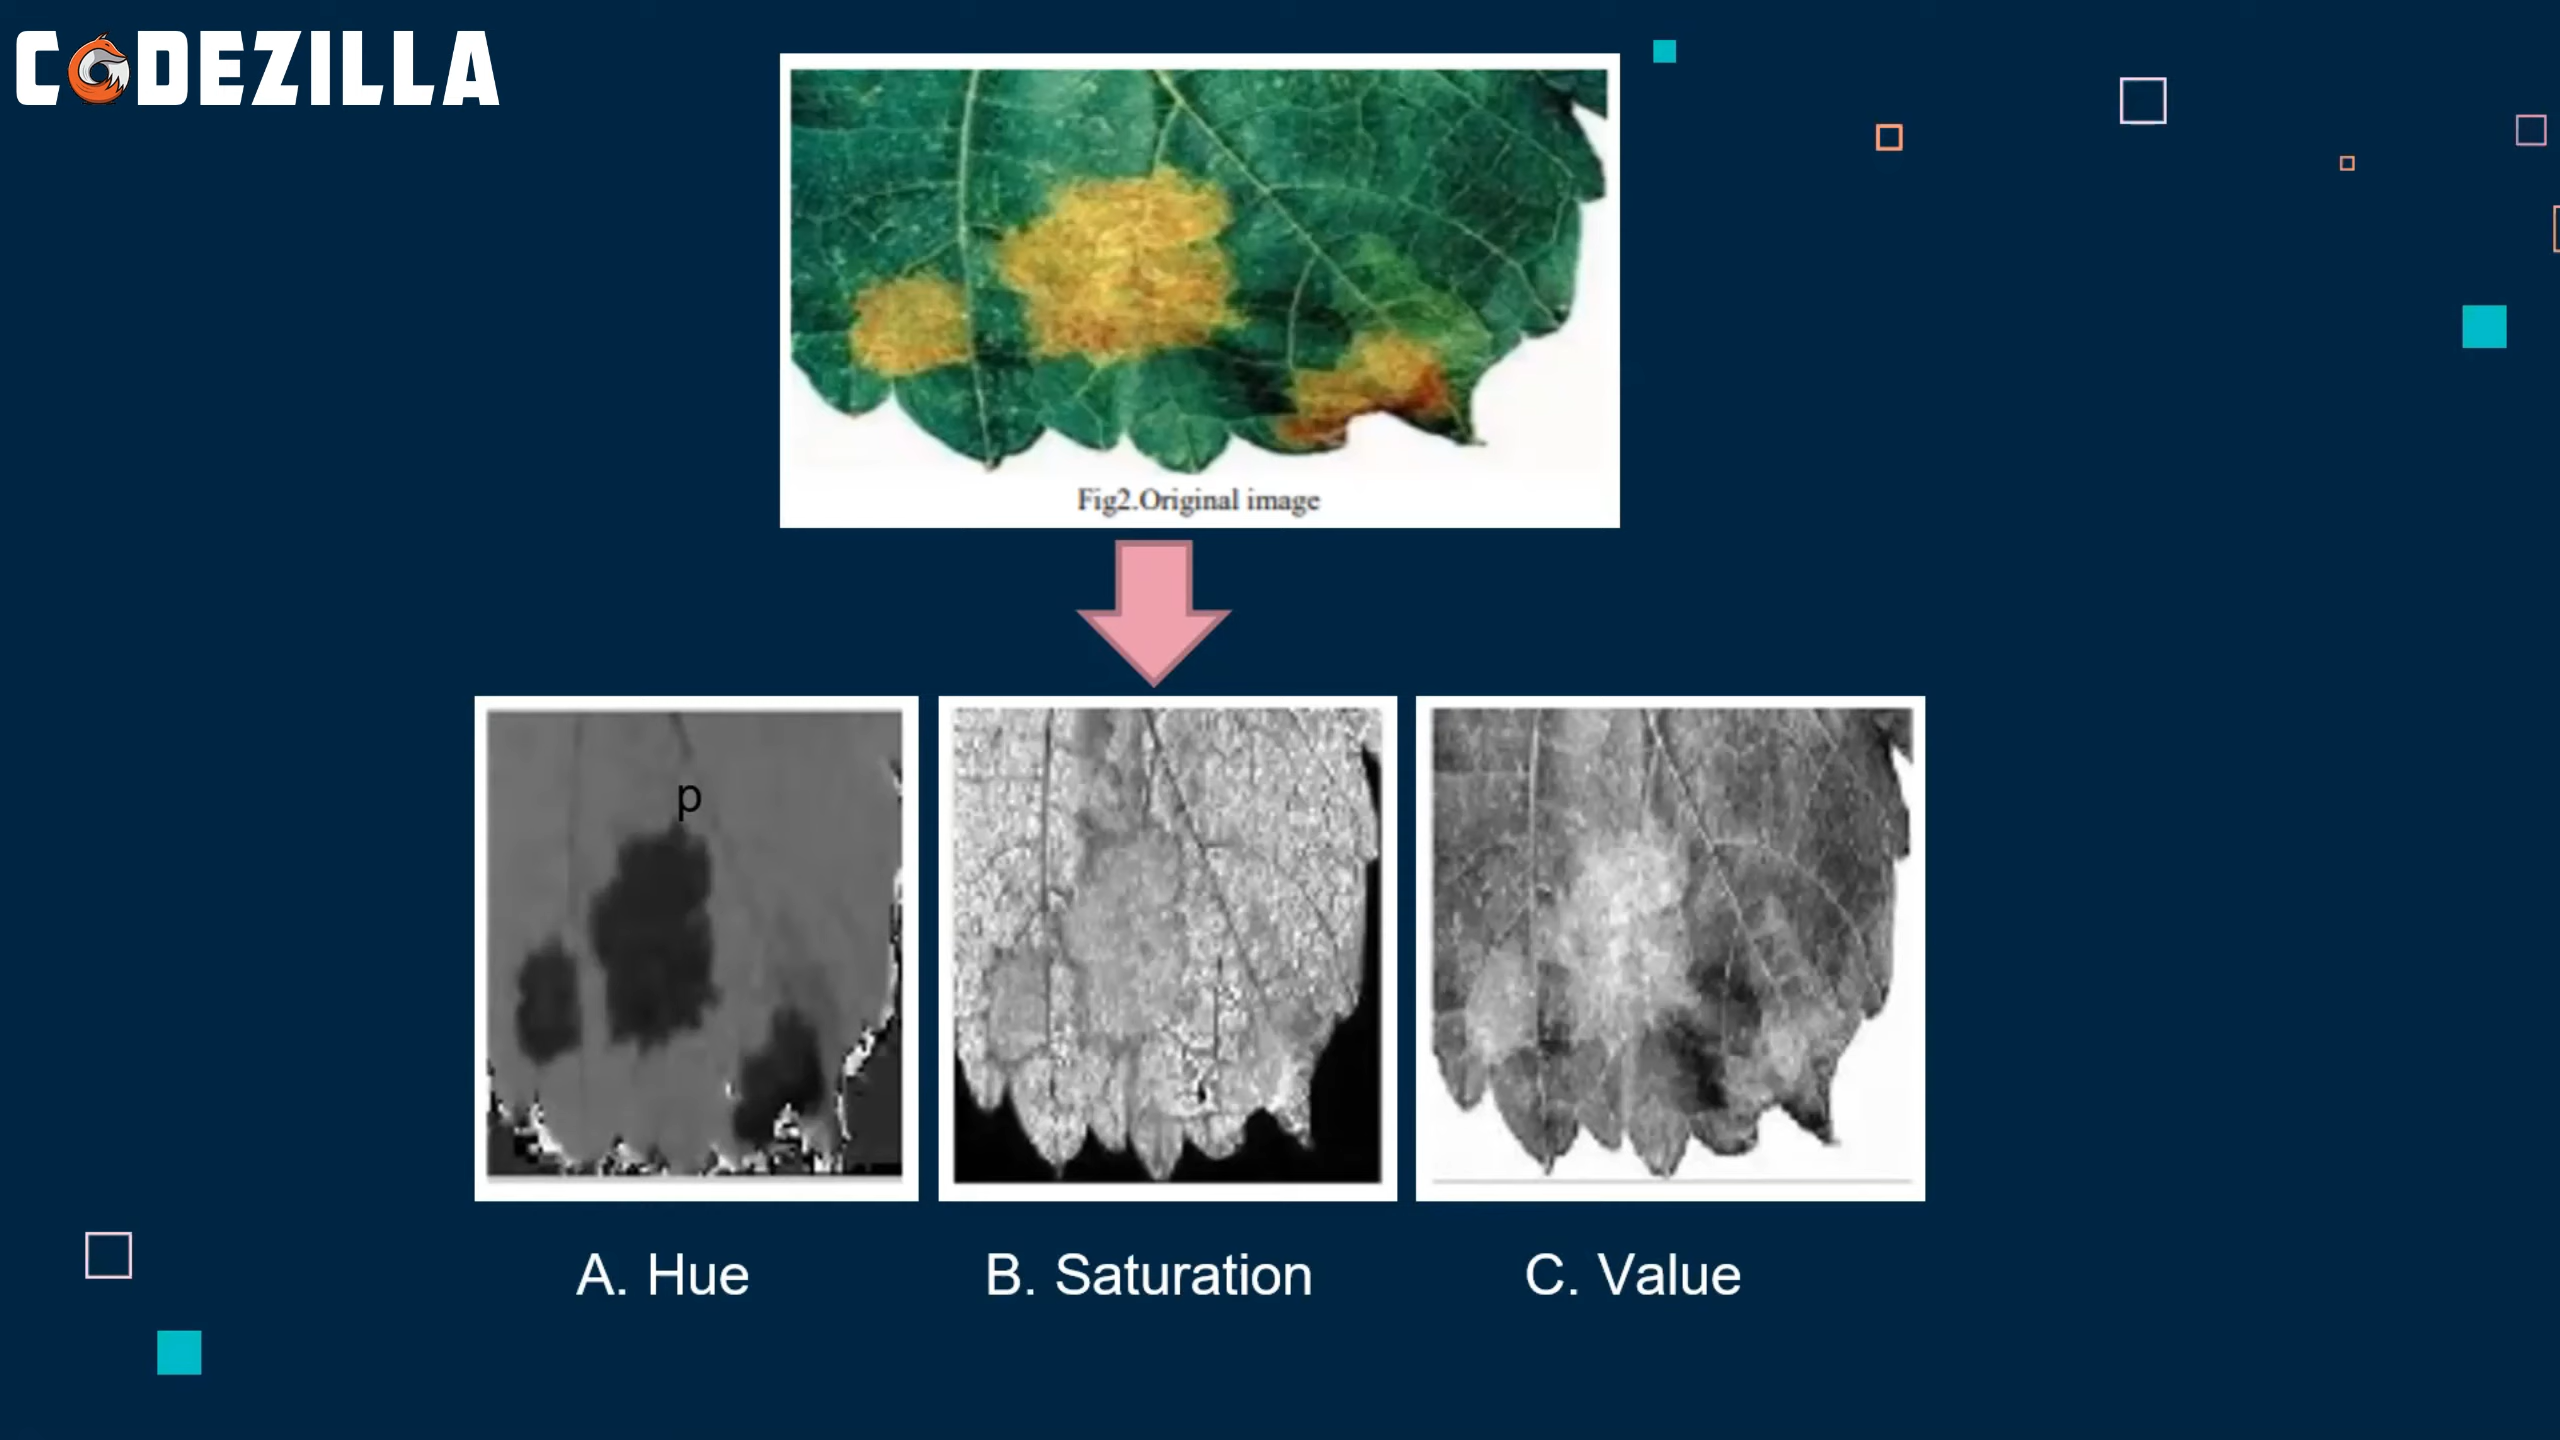 CODEZILLA
Fig2.Original image
p
A. Hue
B. Saturation
C. Value